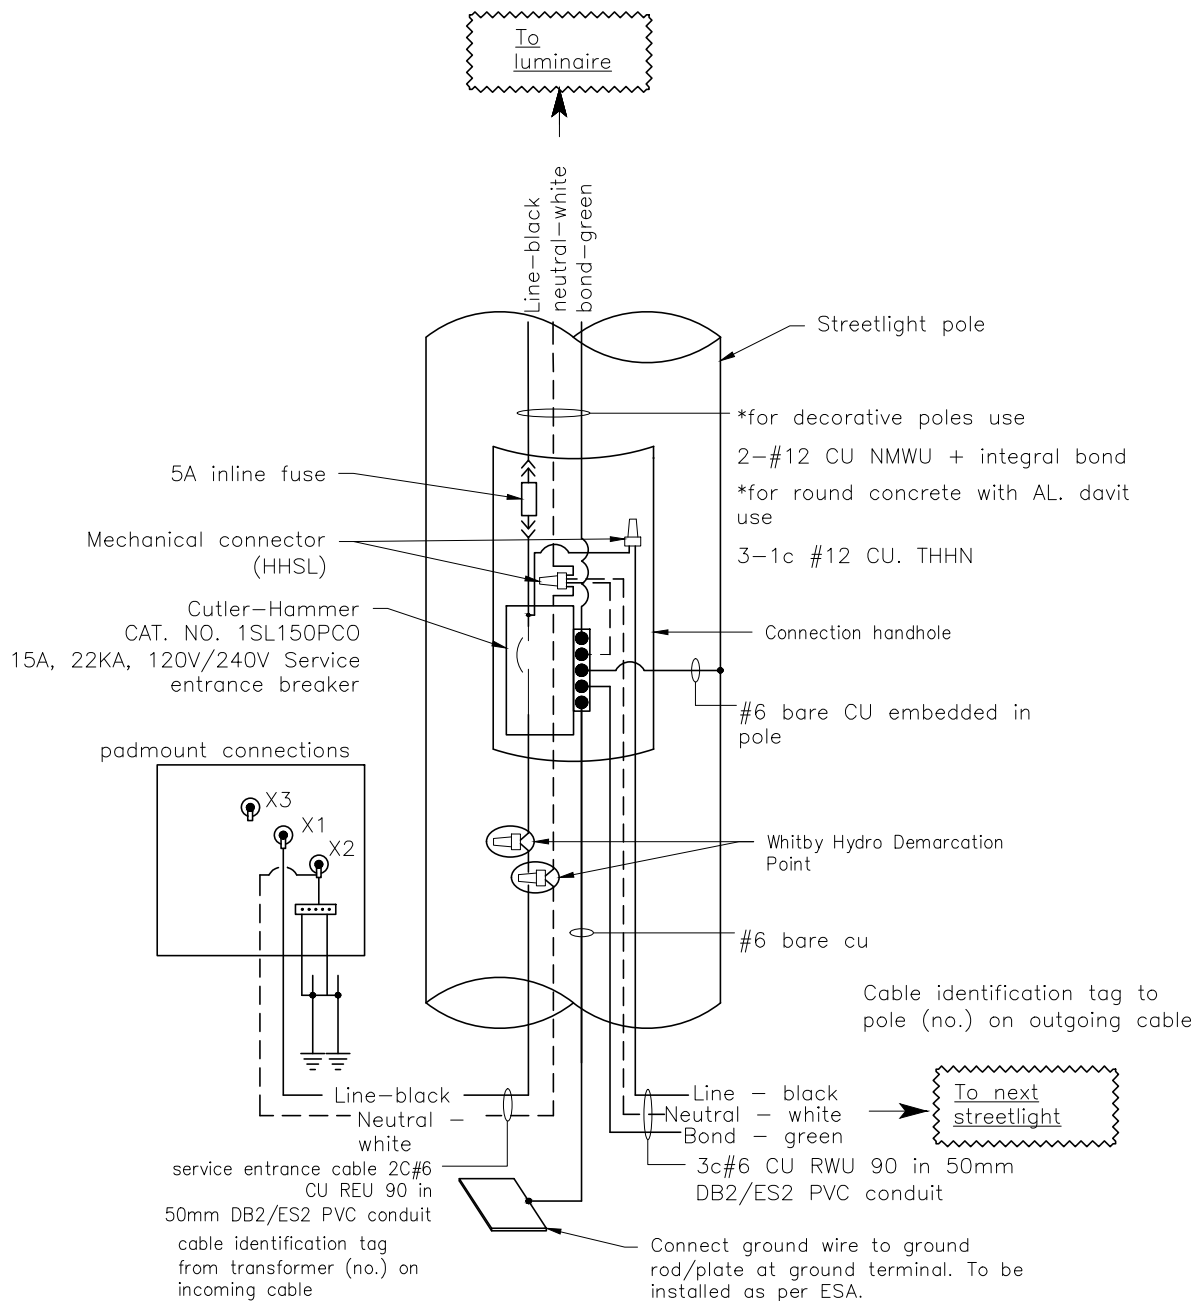 To
luminaire
Line-black
neutral-white
bond-green
Streetlight pole
*for decorative poles use
2-#12 CU NMWU + integral bond
*for round concrete with AL. davit
use
3-1c #12 CU. THHN
5A inline fuse
Mechanical connector
(HHSL)
Cutler-Hammer
CAT. NO. 1SL150PCO
15A, 22KA, 120V/240V Service
entrance breaker
Connection handhole
#6 bare CU embedded in
pole
padmount connections
X3
X1
X2
Whitby Hydro Demarcation
Point
#6 bare cu
Cable identification tag to
pole (no.) on outgoing cable
Line-black
Neutral -
white
Line - black
Neutral - white
Bond - green
To next
streetlight
service entrance cable 2C#6
CU REU 90 in
50mm DB2/ES2 PVC conduit
3c#6 CU RWU 90 in 50mm
DB2/ES2 PVC conduit
cable identification tag
from transformer (no.) on
incoming cable
Connect ground wire to ground
rod/plate at ground terminal. To be
installed as per ESA.